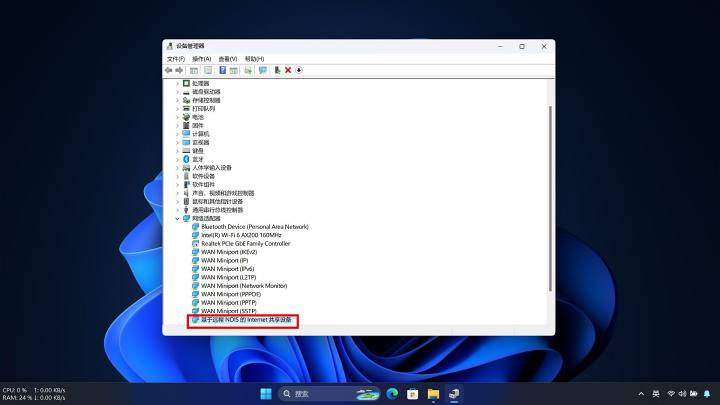 设备管理器
文件(F) 操作(A) 查看(V) 帮助(H)
处理器
磁盘驱动器
存储控制器
打印队列
电池
固件
计算机
监视器
键盘
蓝牙
人体学输入设备
软件设备
软件组件
声音、视频和游戏控制器
鼠标和其他指针设备
通用串行总线控制器
网络适配器
Bluetooth Device (Personal Area Network)
Intel(R) Wi-Fi 6 AX200 160MHz
Realtek PCIe GbE Family Controller
WAN Miniport (IKEv2)
WAN Miniport (IP)
WAN Miniport (IPv6)
WAN Miniport (L2TP)
WAN Miniport (Network Monitor)
WAN Miniport (PPPOE)
WAN Miniport (PPTP)
WAN Miniport (SSTP)
基于远程 NDIS 的 Internet 共享设备
CPU: 0 % ↑: 0.00 KB/s
RAM: 24 % ↓: 0.00 KB/s
搜索
英